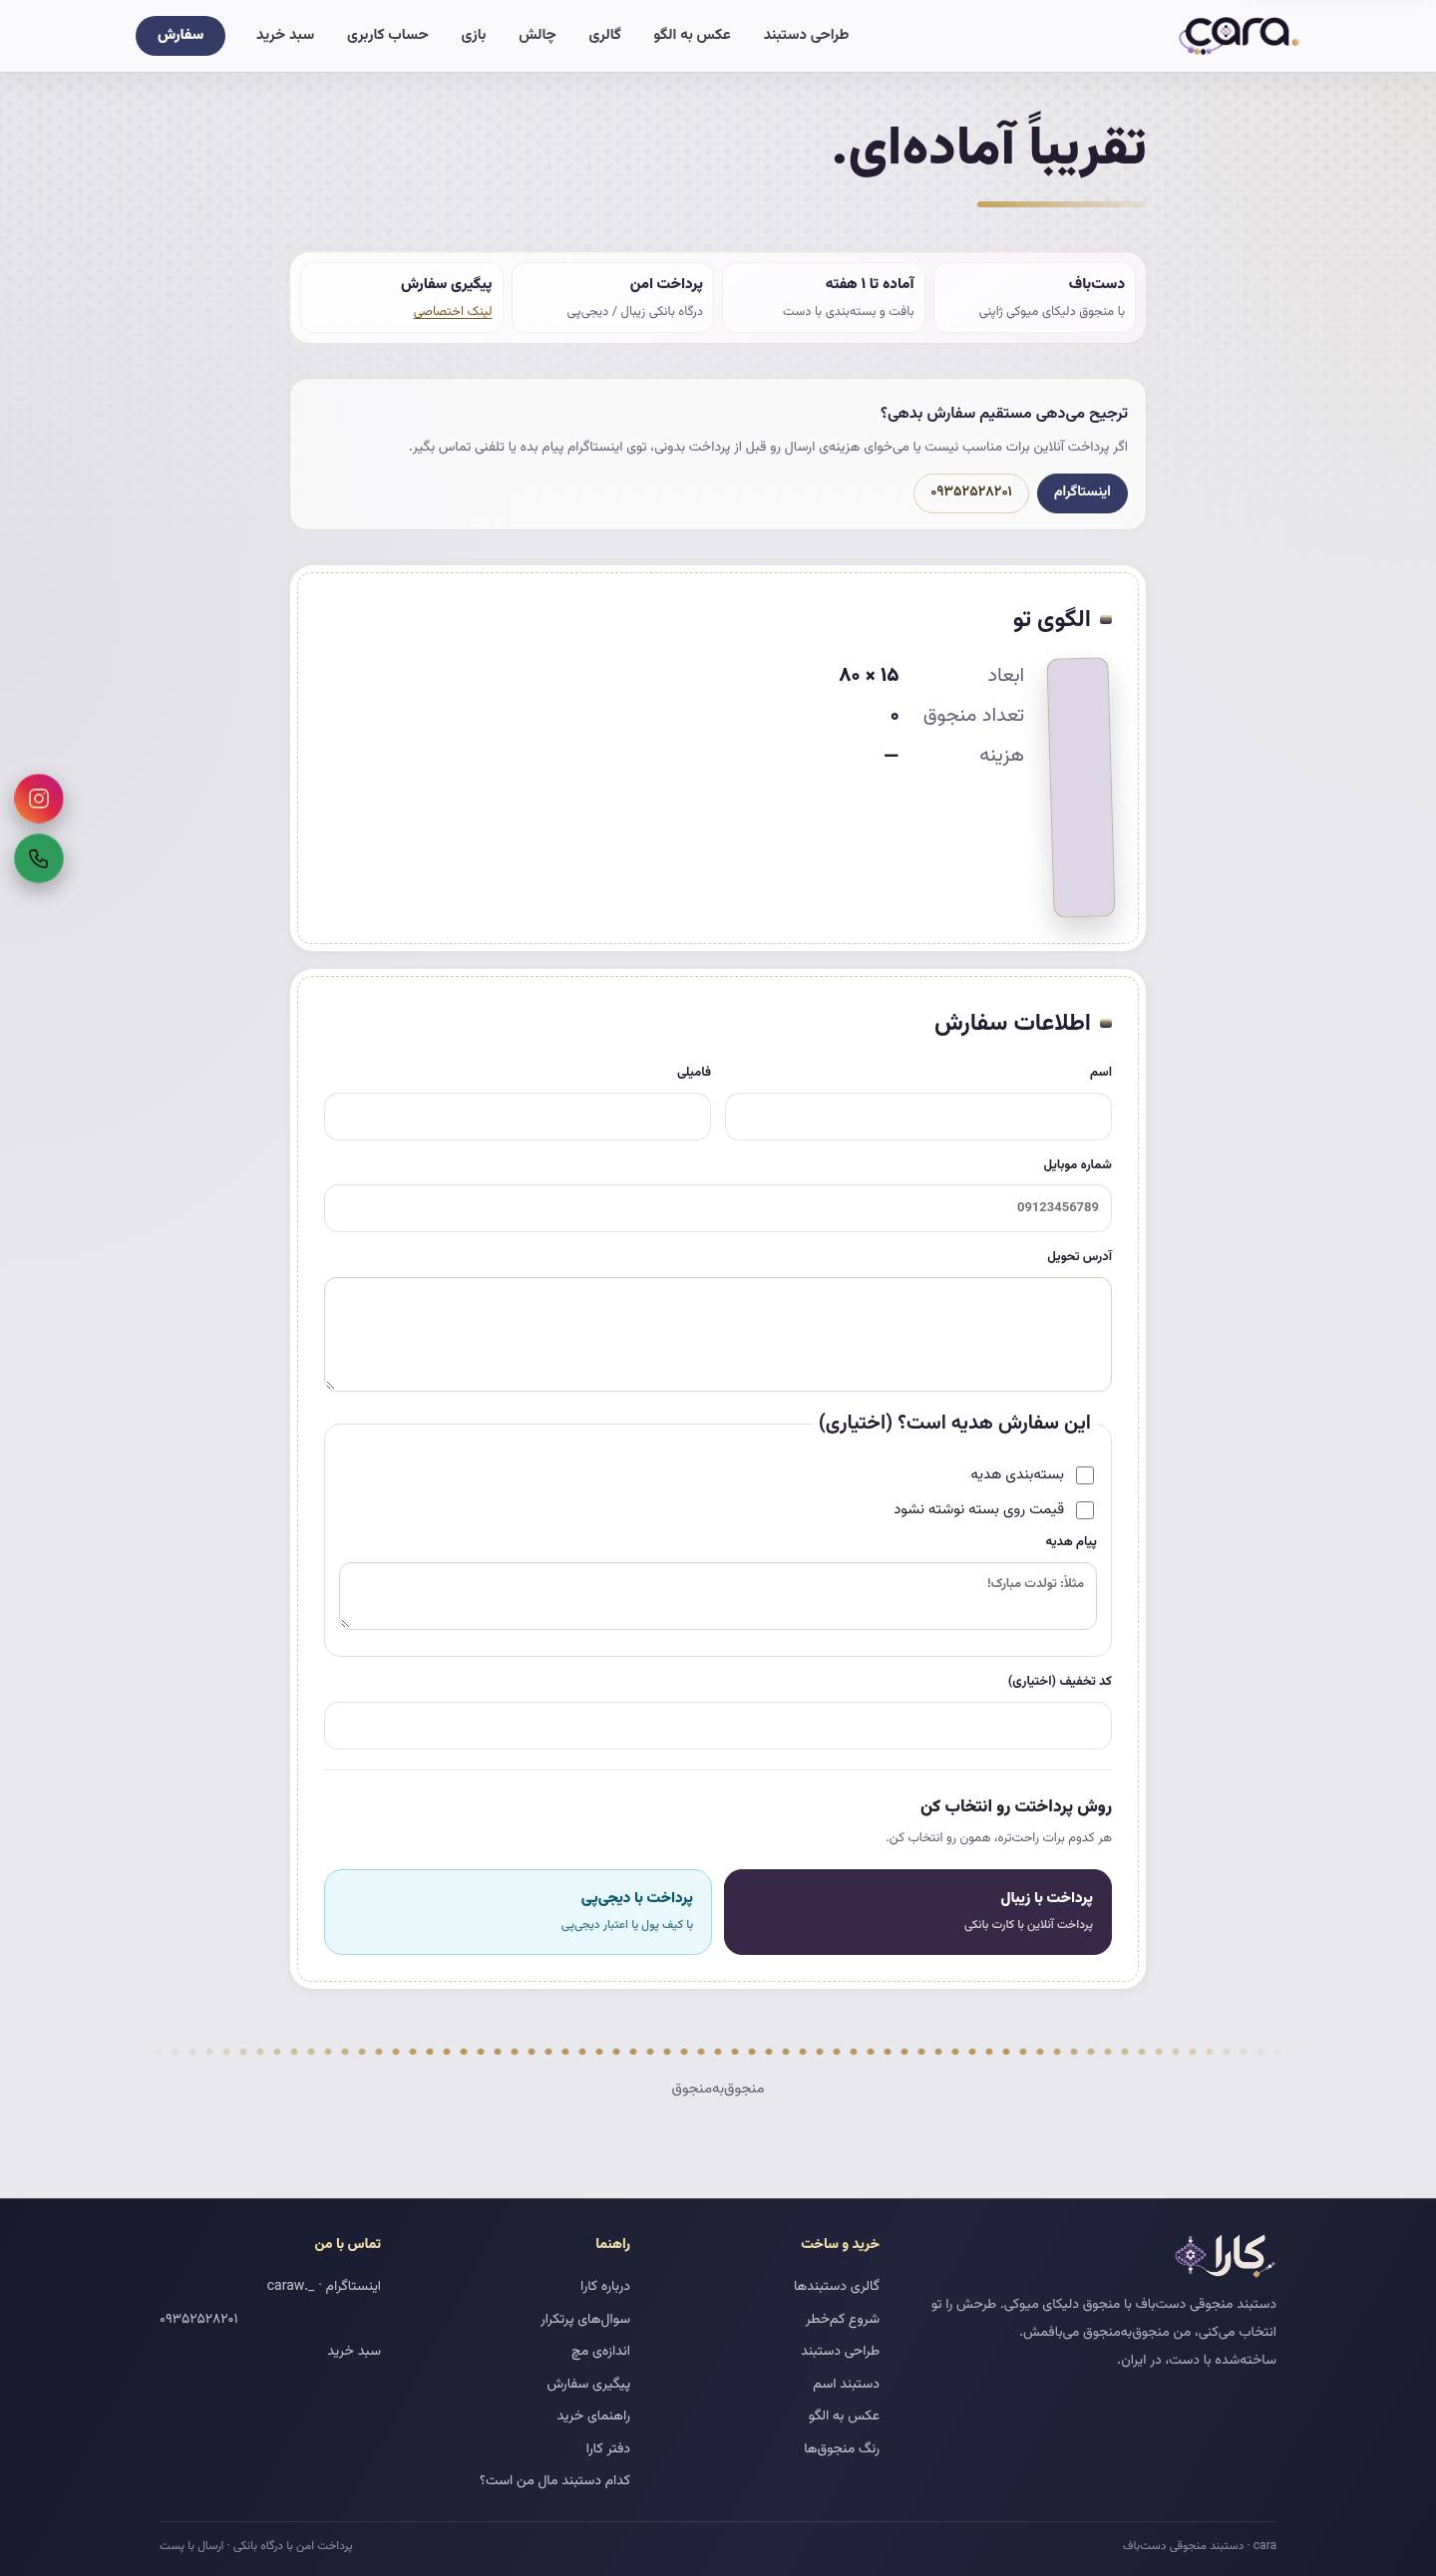 cara.
طراحی دستبند
عکس به الگو
گالری
چالش
بازی
حساب کاربری
سبد خرید
سفارش
تقریباً آماده‌ای.
دست‌باف
با منجوق دلیکای میوکی ژاپنی
آماده تا ۱ هفته
بافت و بسته‌بندی با دست
پرداخت امن
درگاه بانکی زیبال / دیجی‌پی
پیگیری سفارش
لینک اختصاصی
ترجیح می‌دهی مستقیم سفارش بدهی؟
اگر پرداخت آنلاین برات مناسب نیست یا می‌خوای هزینه‌ی ارسال رو قبل از پرداخت بدونی، توی اینستاگرام پیام بده یا تلفنی تماس بگیر.
اینستاگرام
۰۹۳۵۲۵۲۸۲۰۱
الگوی تو
ابعاد
۱۵ × ۸۰
تعداد منجوق
۰
هزینه
—
اطلاعات سفارش
اسم
فامیلی
شماره موبایل
09123456789
آدرس تحویل
این سفارش هدیه است؟ (اختیاری)
بسته‌بندی هدیه
قیمت روی بسته نوشته نشود
پیام هدیه
مثلاً: تولدت مبارک!
کد تخفیف (اختیاری)
روش پرداختت رو انتخاب کن
هر کدوم برات راحت‌تره، همون رو انتخاب کن.
پرداخت با زیبال
پرداخت آنلاین با کارت بانکی
پرداخت با دیجی‌پی
با کیف پول یا اعتبار دیجی‌پی
منجوق‌به‌منجوق
کارا
دستبند منجوقی دست‌باف با منجوق دلیکای میوکی. طرحش را تو
انتخاب می‌کنی، من منجوق‌به‌منجوق می‌بافمش.
ساخته‌شده با دست، در ایران.
خرید و ساخت
گالری دستبندها
شروع کم‌خطر
طراحی دستبند
دستبند اسم
عکس به الگو
رنگ منجوق‌ها
راهنما
درباره کارا
سوال‌های پرتکرار
اندازه‌ی مچ
پیگیری سفارش
راهنمای خرید
دفتر کارا
کدام دستبند مال من است؟
تماس با من
اینستاگرام · caraw._
۰۹۳۵۲۵۲۸۲۰۱
سبد خرید
cara · دستبند منجوقی دست‌باف
پرداخت امن با درگاه بانکی · ارسال با پست